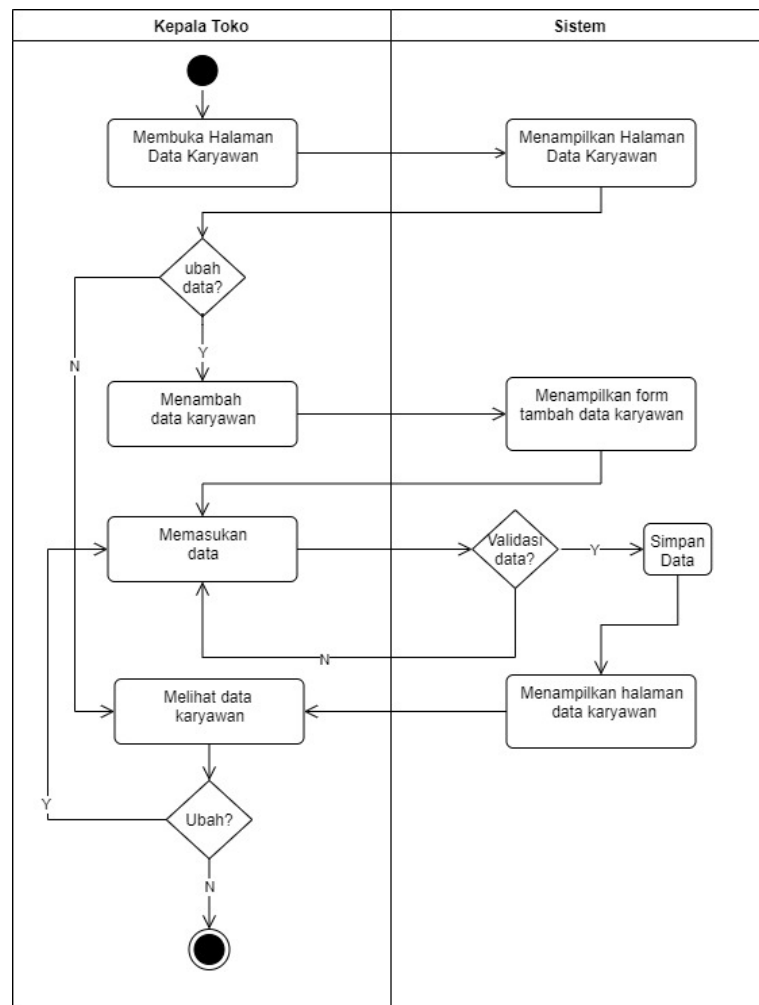 Kepala Toko
Sistem
Membuka Halaman
Data Karyawan
Menampilkan Halaman
Data Karyawan
ubah
data?
N
Y
Menambah
data karyawan
Menampilkan form
tambah data karyawan
Memasukan
data
Validasi
data?
Y
Simpan
Data
N
Melihat data
karyawan
Menampilkan halaman
data karyawan
Y
Ubah?
N